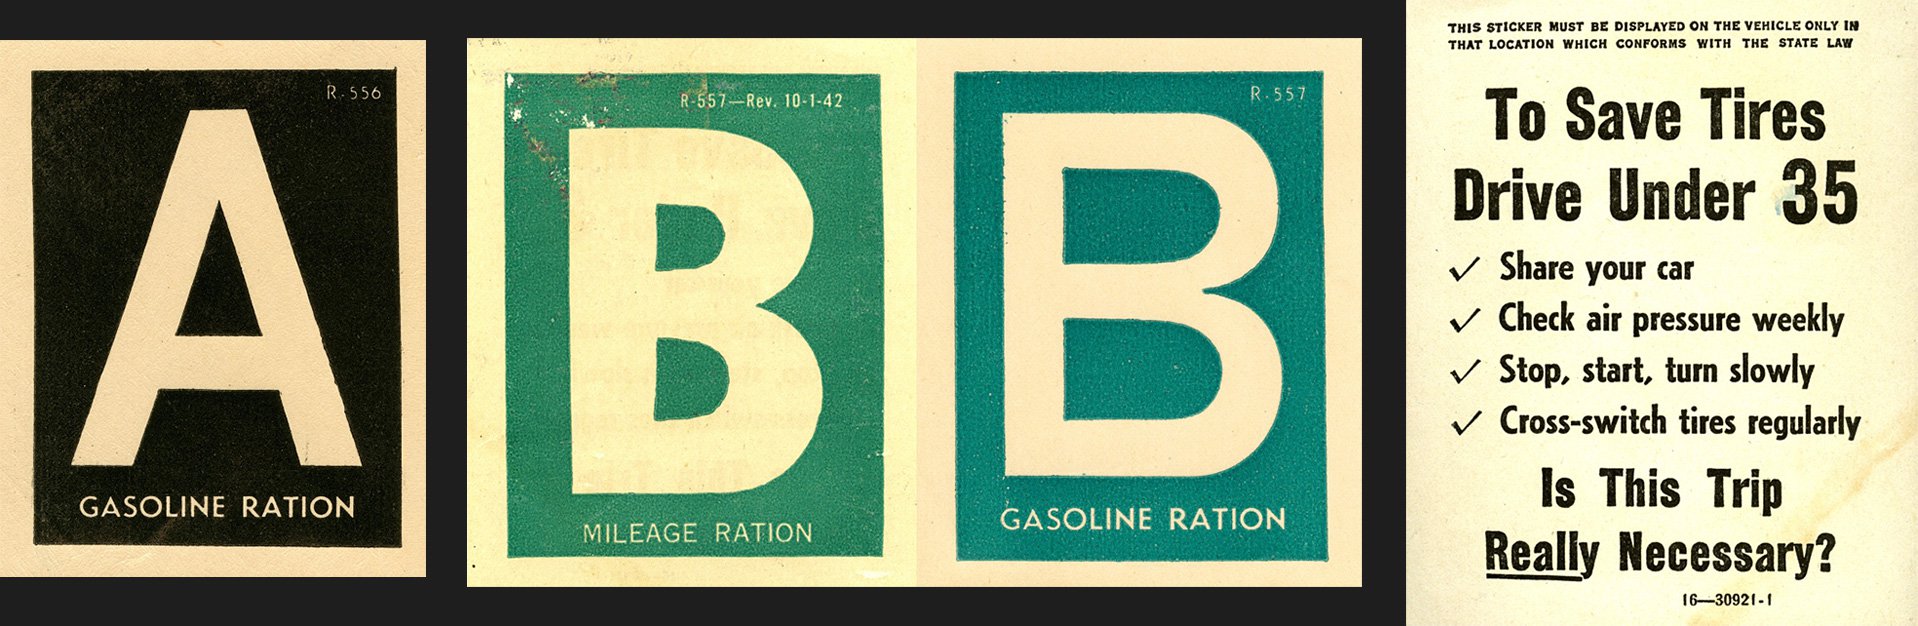 R-556
A
GASOLINE RATION
R-557—Rev. 10-1-42
B
MILEAGE RATION
R-557
B
GASOLINE RATION
THIS STICKER MUST BE DISPLAYED ON THE VEHICLE ONLY IN
THAT LOCATION WHICH CONFORMS WITH THE STATE LAW
To Save Tires
Drive Under 35
✓ Share your car
✓ Check air pressure weekly
✓ Stop, start, turn slowly
✓ Cross-switch tires regularly
Is This Trip
Really Necessary?
16—30921-1